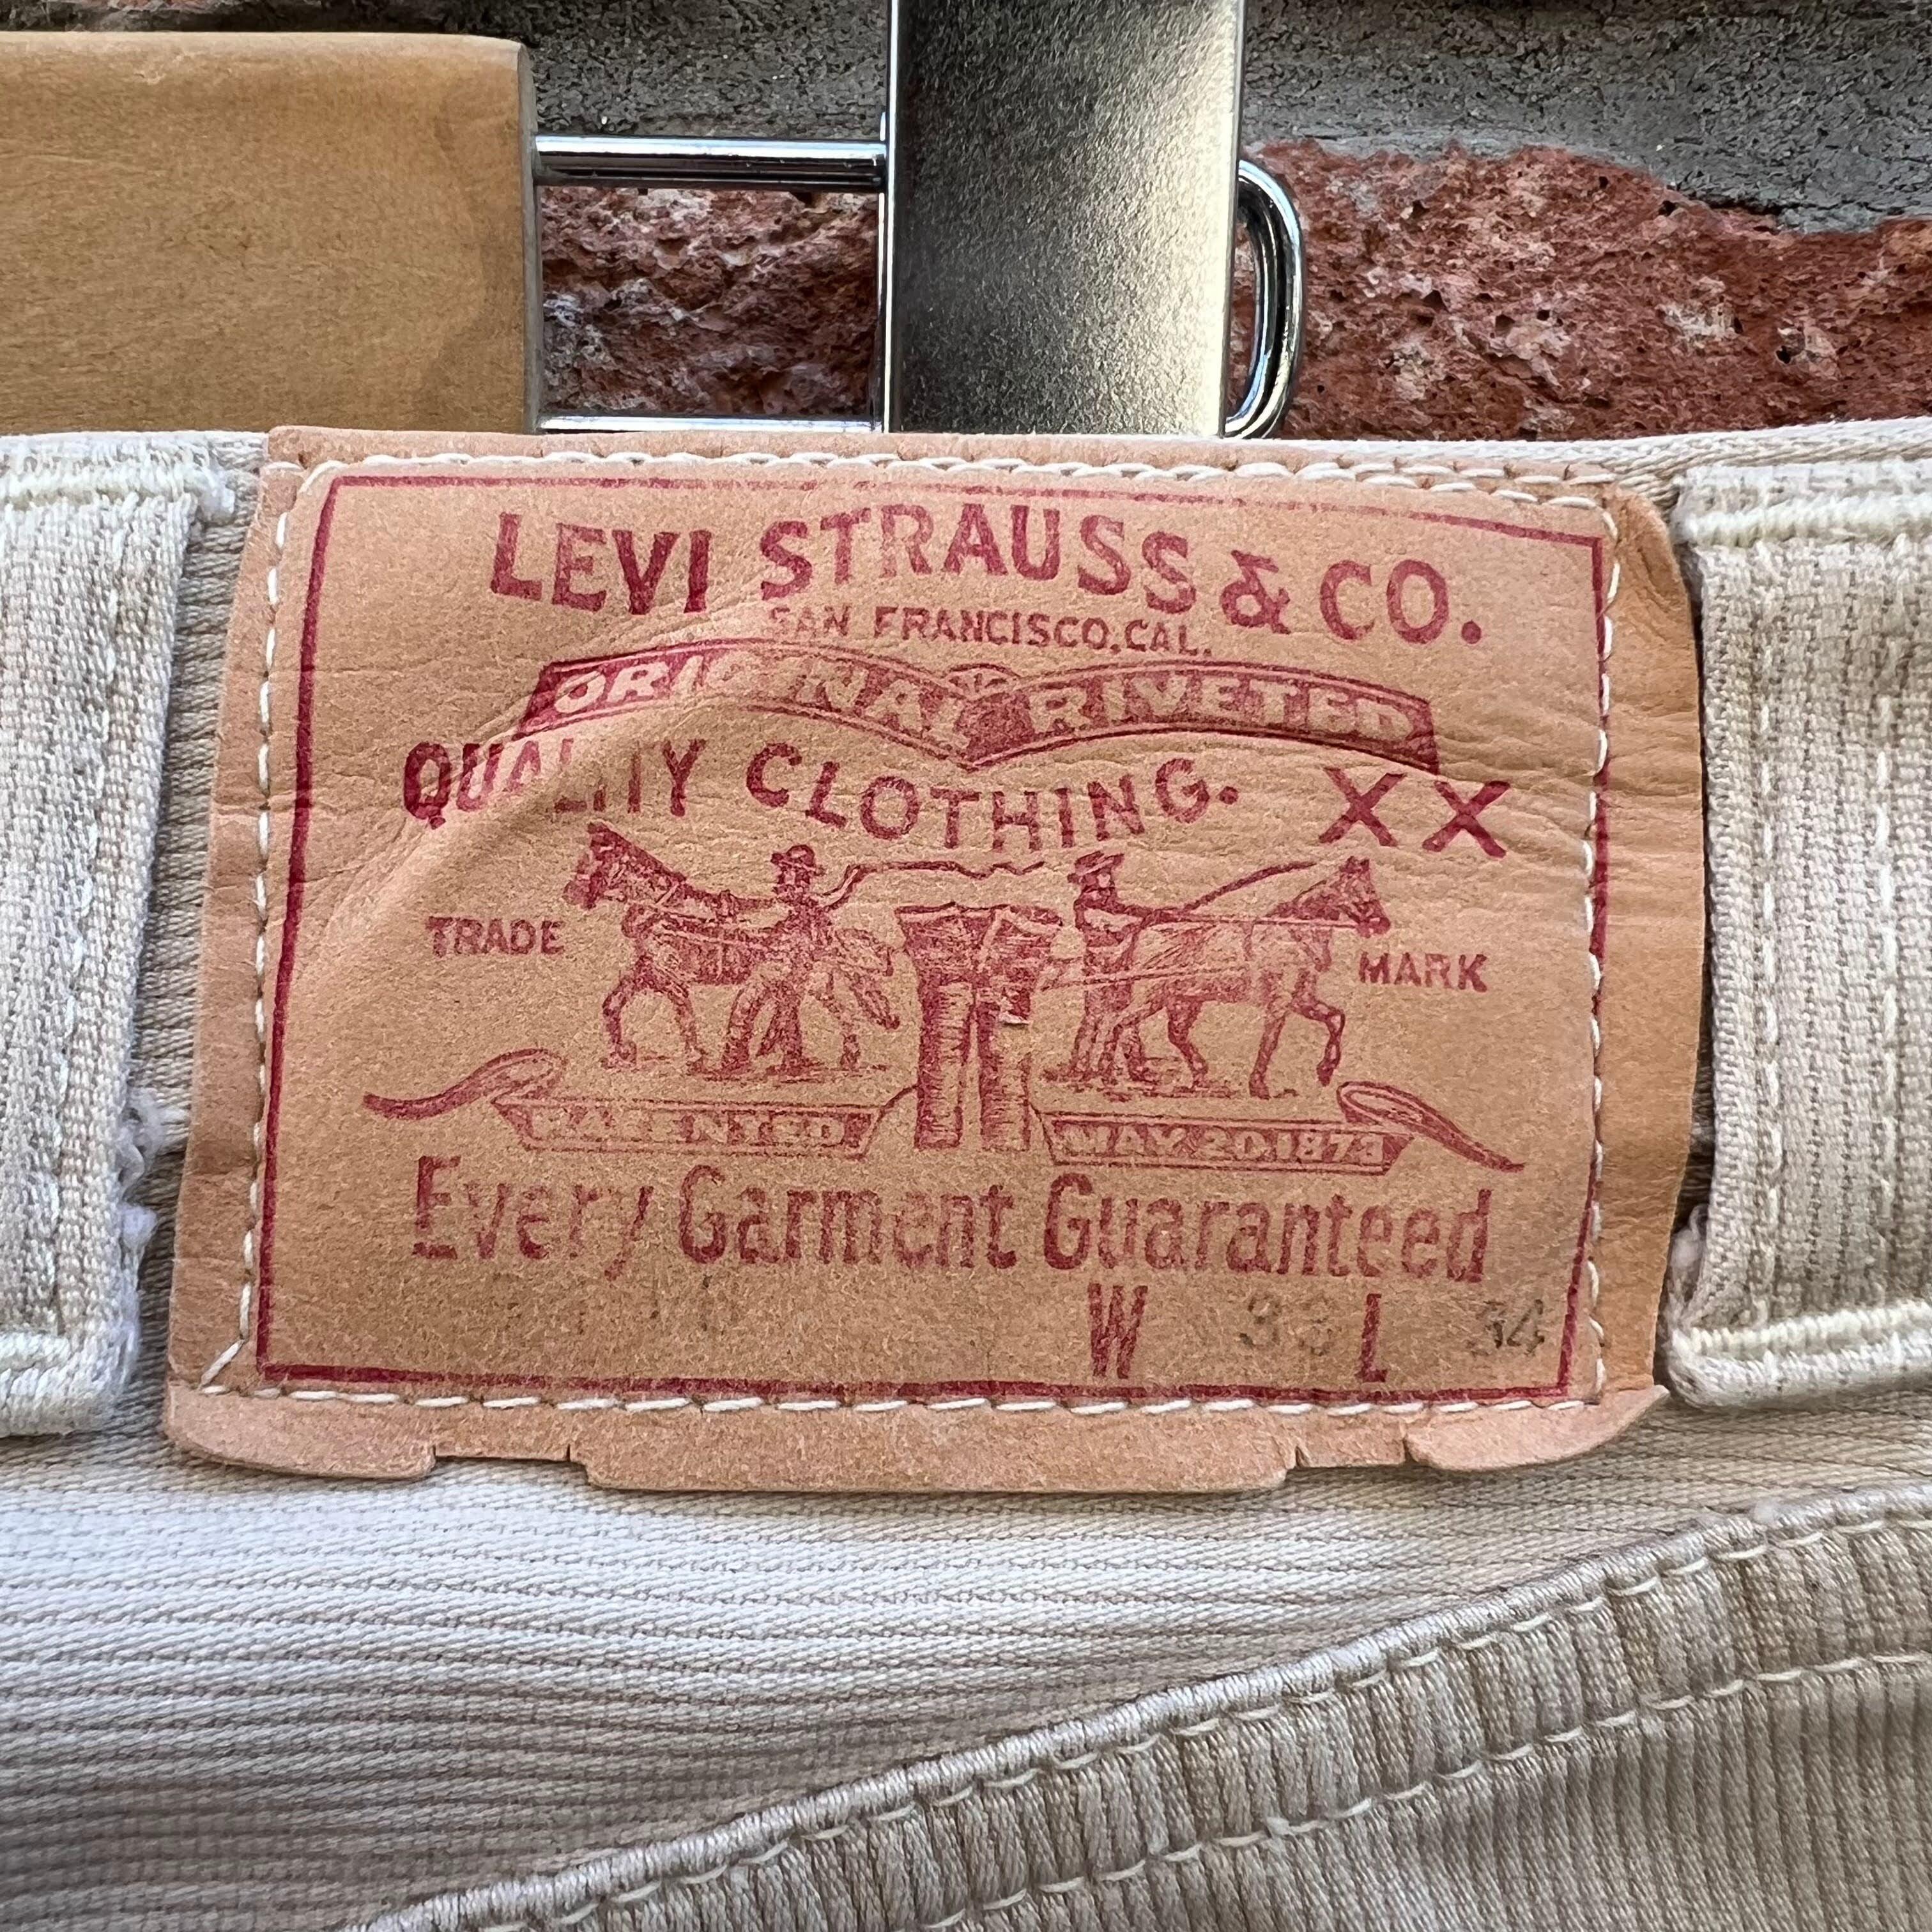 LEVI STRAUSS & CO.
SAN FRANCISCO, CAL.
ORIGINAL RIVETED
QUALITY CLOTHING. XX
TRADE MARK
PATENTED MAY 20, 1873
Every Garment Guaranteed
W 33 L 34